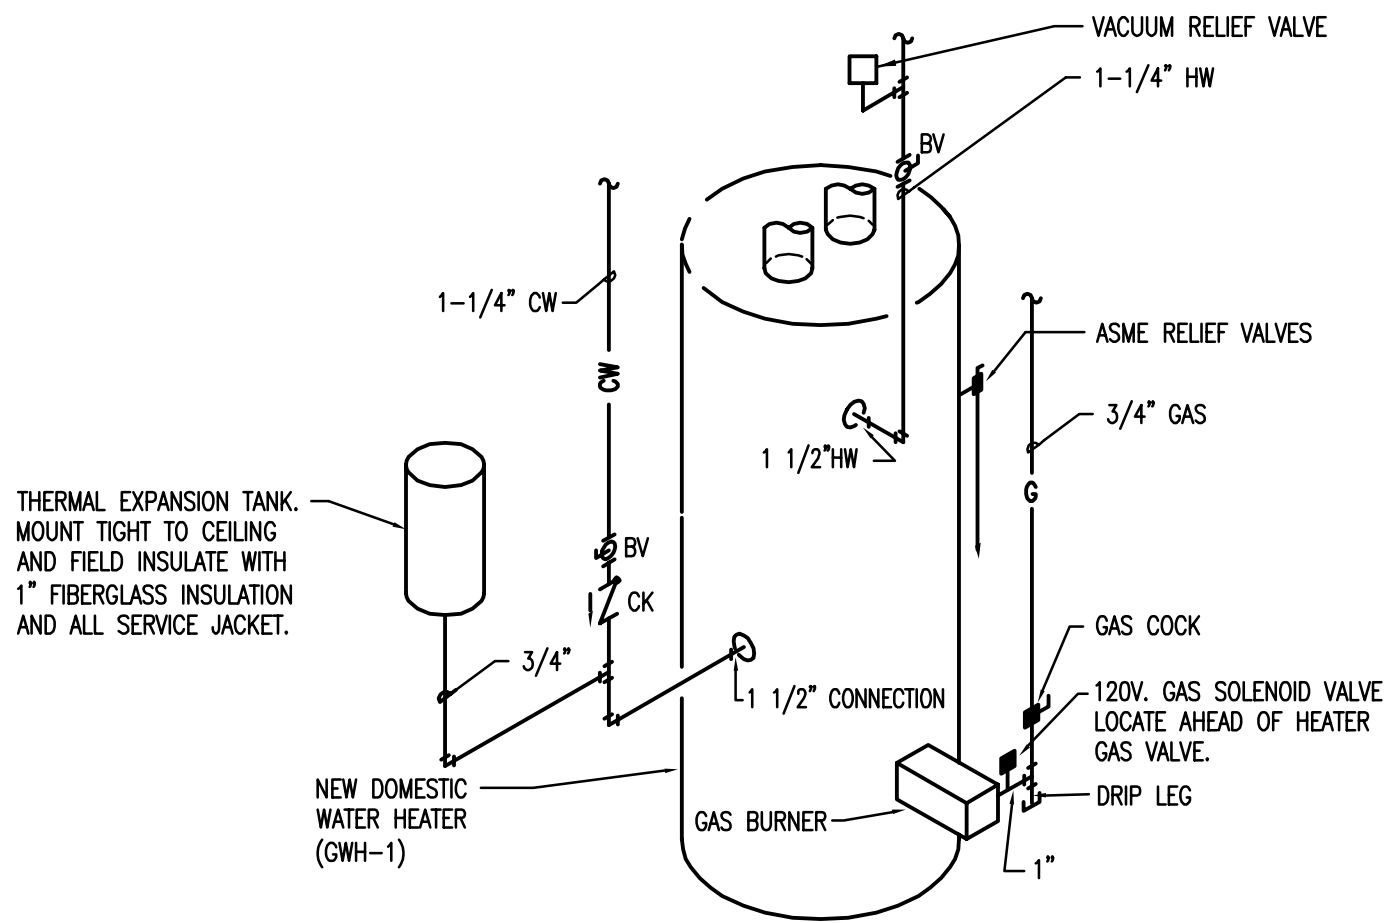 VACUUM RELIEF VALVE
1-1/4" HW
BV
1-1/4" CW
CW
ASME RELIEF VALVES
3/4" GAS
1 1/2"HW
G
THERMAL EXPANSION TANK.
MOUNT TIGHT TO CEILING
AND FIELD INSULATE WITH
1" FIBERGLASS INSULATION
AND ALL SERVICE JACKET.
BV
CK
3/4"
GAS COCK
1 1/2" CONNECTION
120V. GAS SOLENOID VALVE
LOCATE AHEAD OF HEATER
GAS VALVE.
NEW DOMESTIC
WATER HEATER
(GWH-1)
GAS BURNER
DRIP LEG
1"